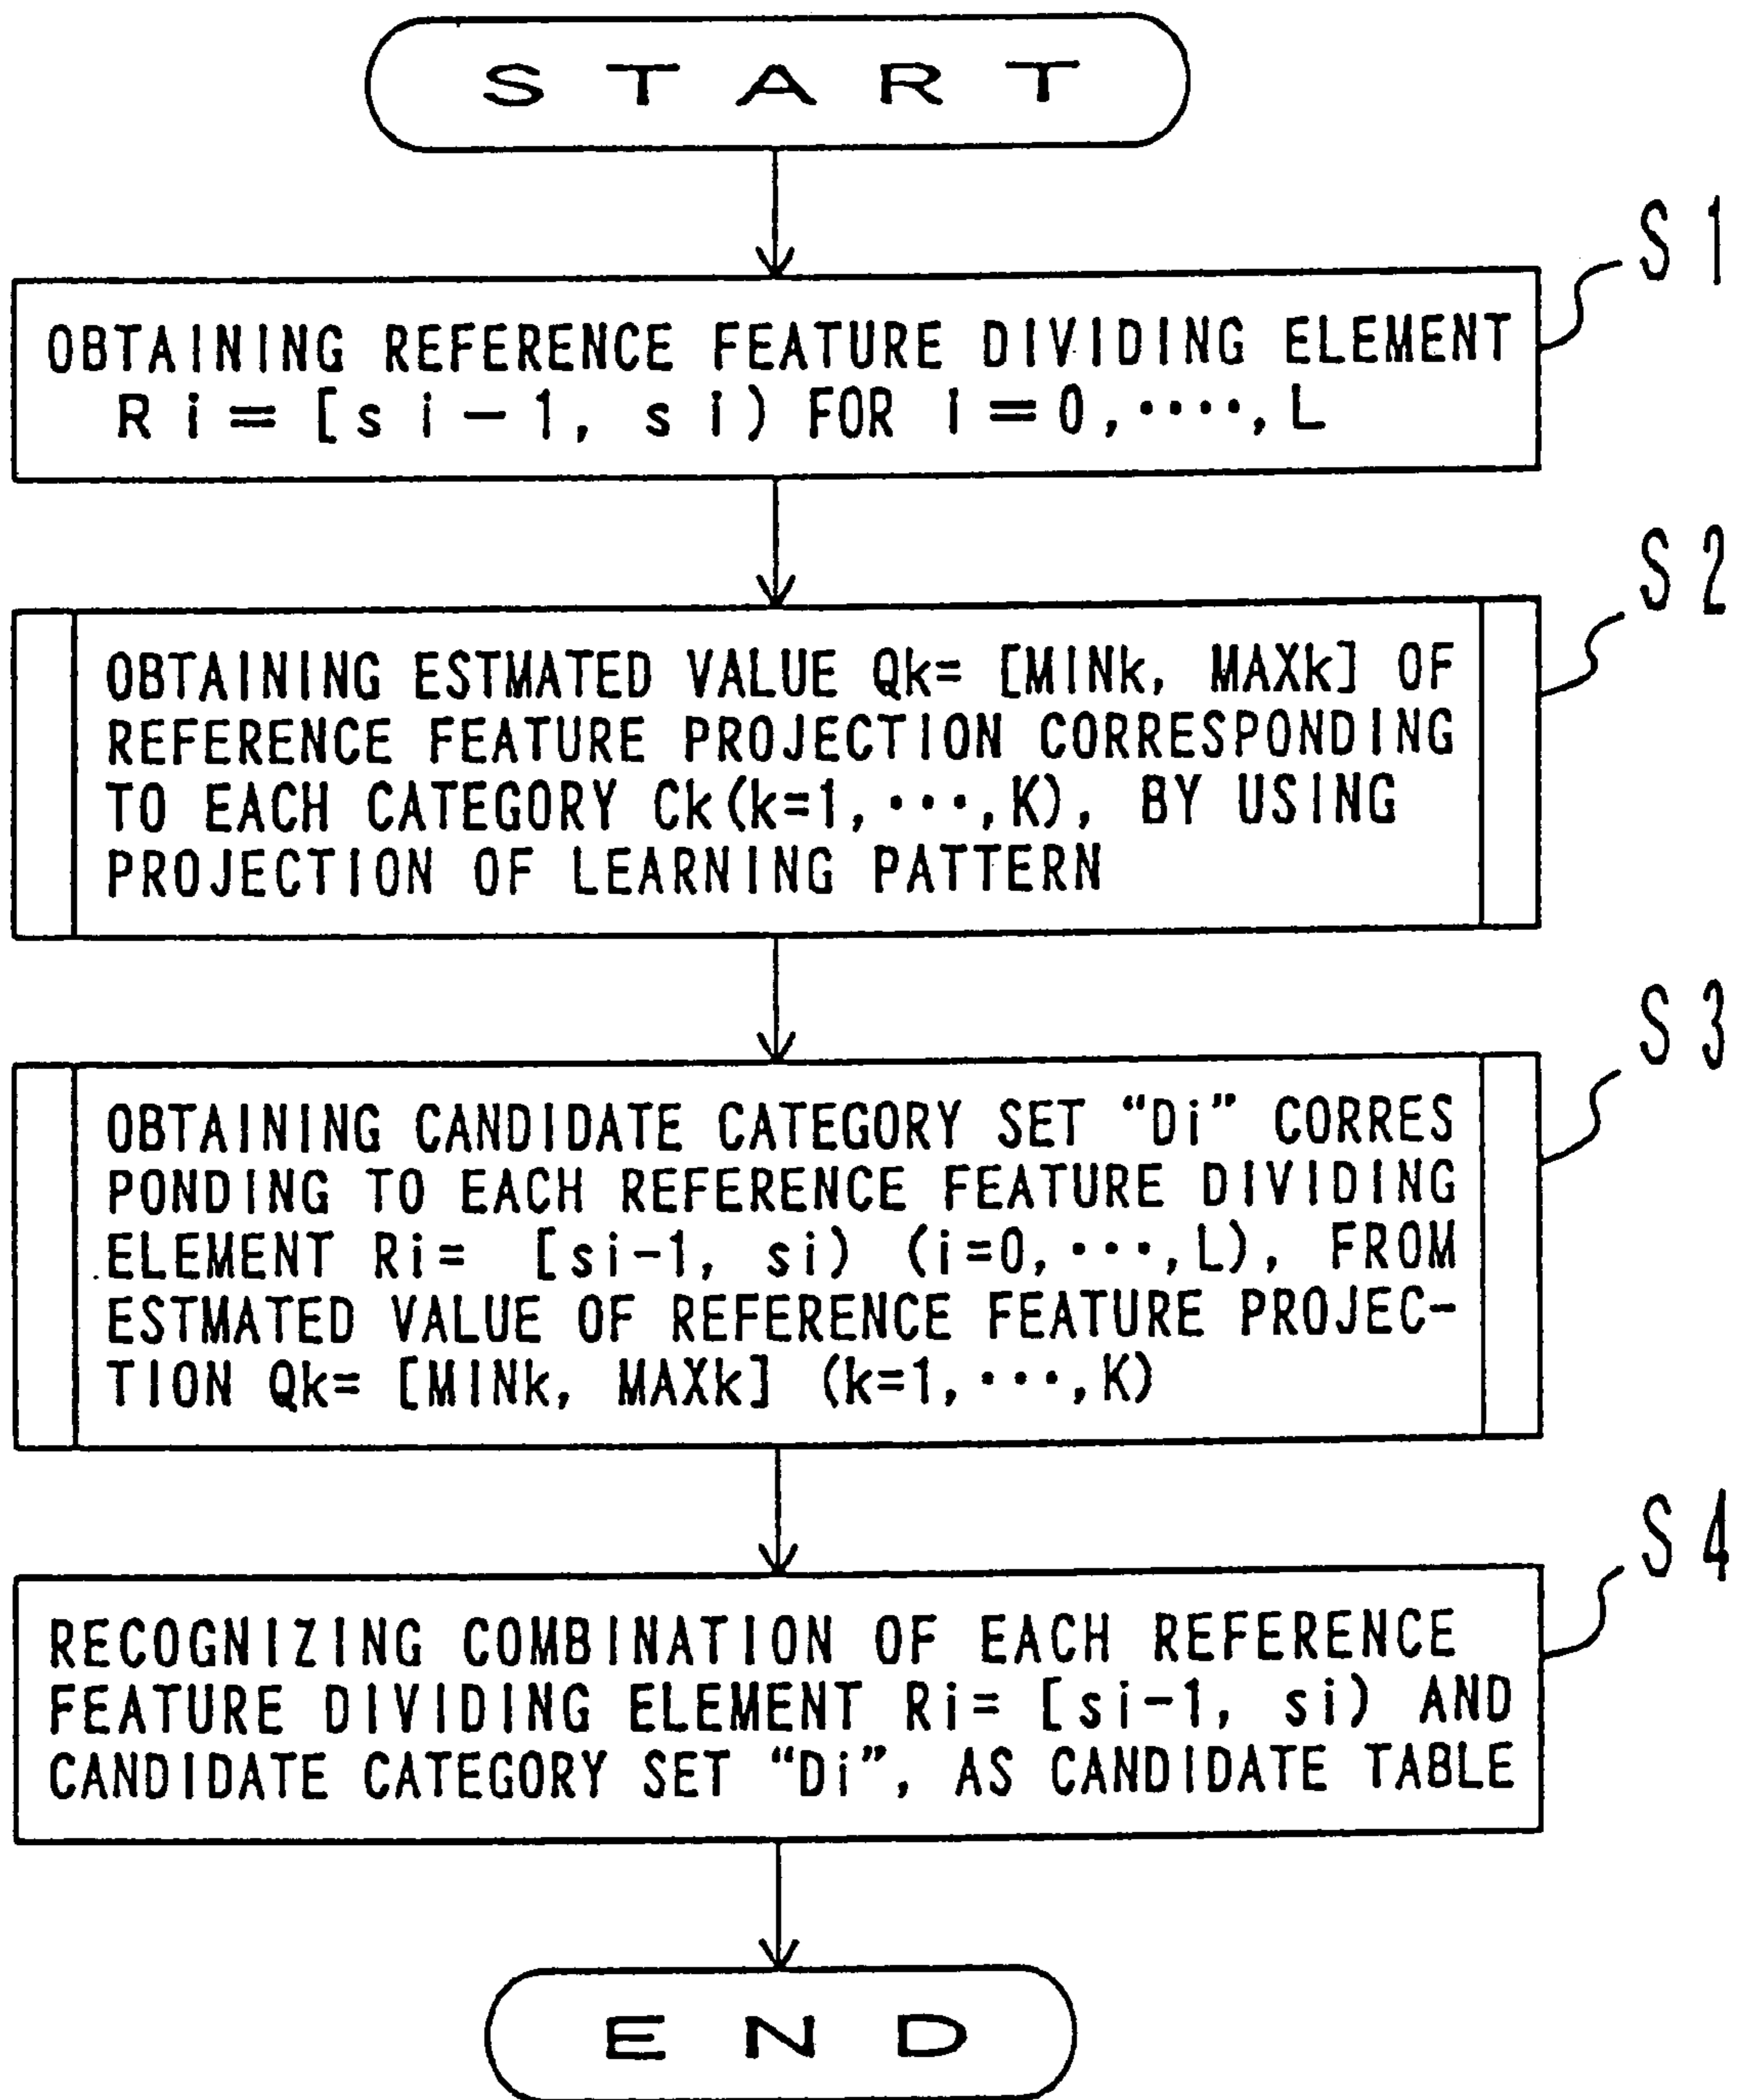 START
S1
OBTAINING REFERENCE FEATURE DIVIDING ELEMENT
Ri=[si-1, si) FOR i=0,····,L
S2
OBTAINING ESTMATED VALUE Qk= [MINk, MAXk] OF
REFERENCE FEATURE PROJECTION CORRESPONDING
TO EACH CATEGORY Ck(k=1,···,K), BY USING
PROJECTION OF LEARNING PATTERN
S3
OBTAINING CANDIDATE CATEGORY SET “Di” CORRES
PONDING TO EACH REFERENCE FEATURE DIVIDING
ELEMENT Ri= [si-1, si) (i=0,···,L), FROM
ESTMATED VALUE OF REFERENCE FEATURE PROJEC-
TION Qk= [MINk, MAXk] (k=1,···,K)
S4
RECOGNIZING COMBINATION OF EACH REFERENCE
FEATURE DIVIDING ELEMENT Ri= [si-1, si) AND
CANDIDATE CATEGORY SET “Di”, AS CANDIDATE TABLE
END